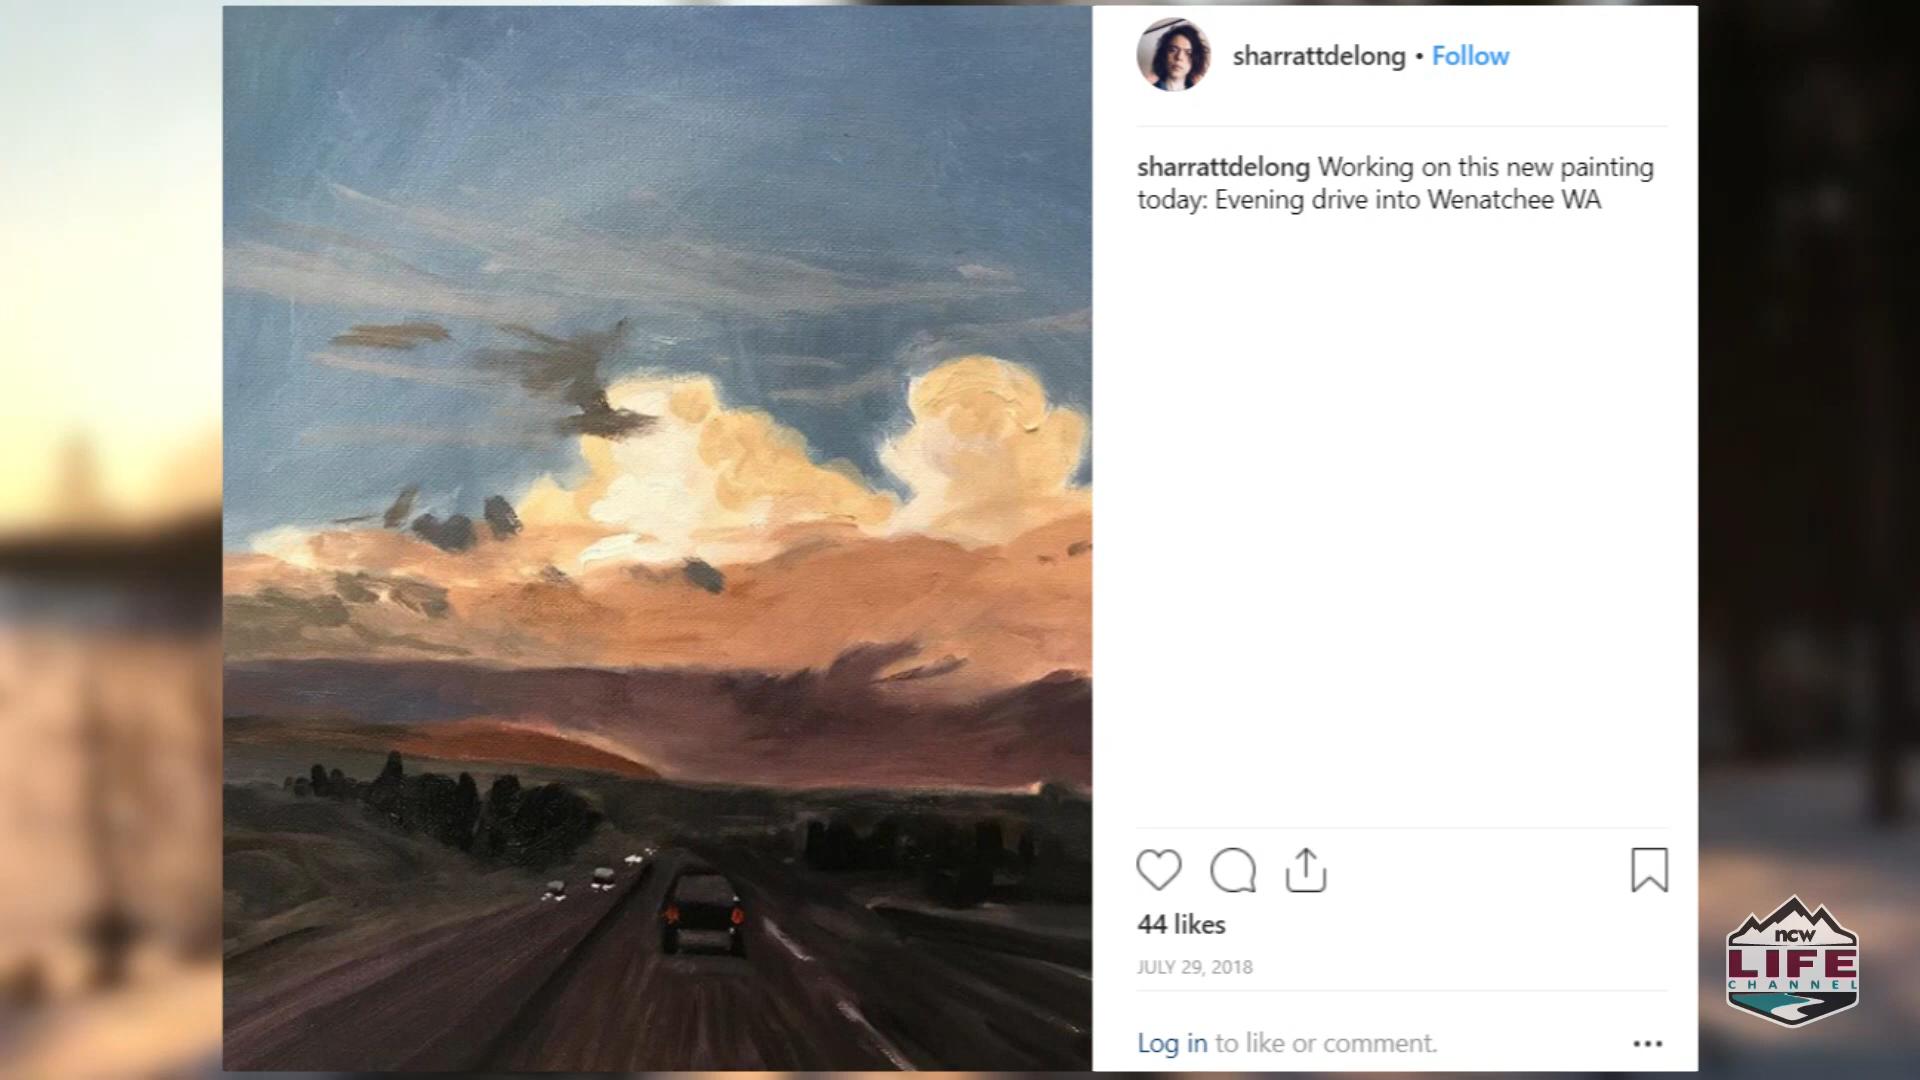 sharrattdelong • Follow
sharrattdelong Working on this new painting
today: Evening drive into Wenatchee WA
44 likes
JULY 29, 2018
Log in to like or comment.
ncw
LIFE
CHANNEL